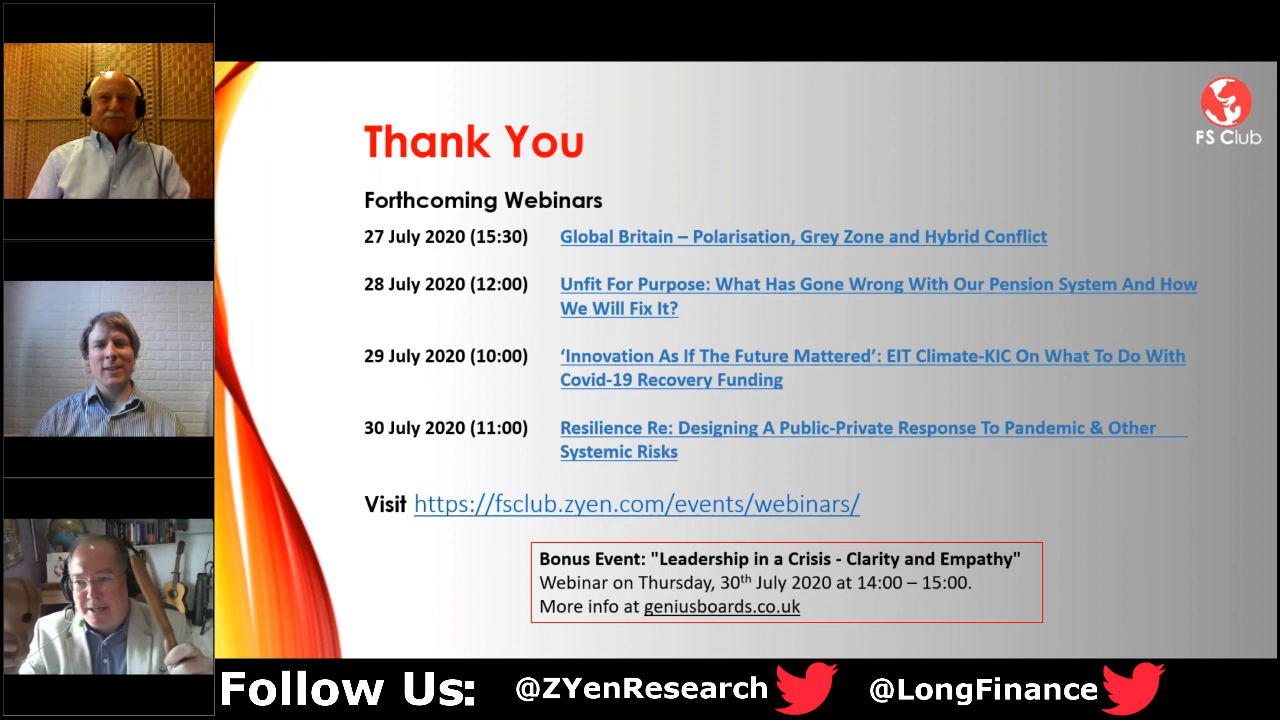 FS Club
Thank You
Forthcoming Webinars
27 July 2020 (15:30) Global Britain – Polarisation, Grey Zone and Hybrid Conflict
28 July 2020 (12:00) Unfit For Purpose: What Has Gone Wrong With Our Pension System And How
We Will Fix It?
29 July 2020 (10:00) ‘Innovation As If The Future Mattered’: EIT Climate-KIC On What To Do With
Covid-19 Recovery Funding
30 July 2020 (11:00) Resilience Re: Designing A Public-Private Response To Pandemic & Other
Systemic Risks
Visit https://fsclub.zyen.com/events/webinars/
Bonus Event: "Leadership in a Crisis - Clarity and Empathy"
Webinar on Thursday, 30th July 2020 at 14:00 – 15:00.
More info at geniusboards.co.uk
Follow Us: @ZYenResearch @LongFinance